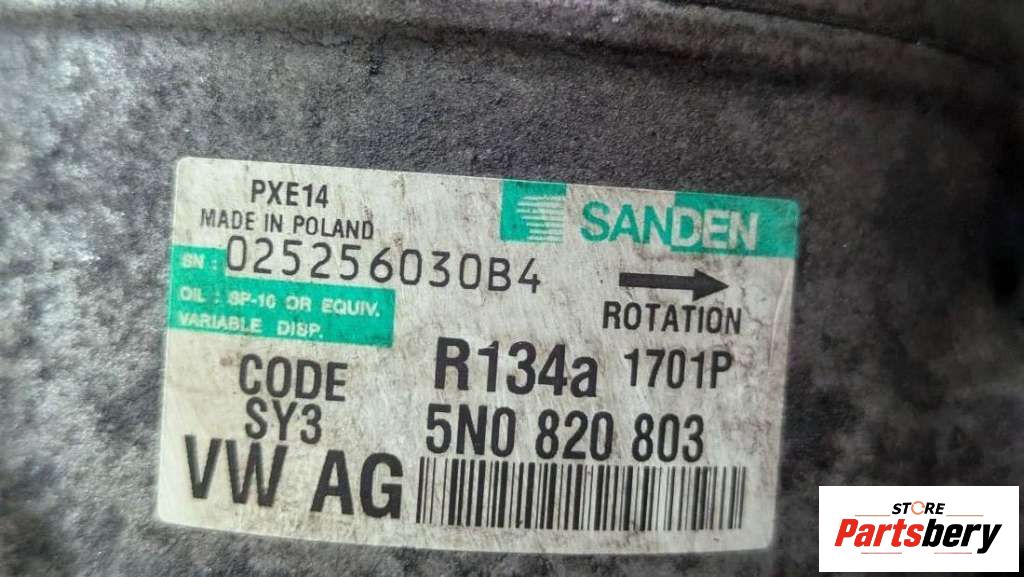 PXE14
MADE IN POLAND
SANDEN
SN : 025256030B4
ROTATION
OIL : SP-10 OR EQUIV.
VARIABLE DISP.
R134a 1701P
CODE
SY3
5N0 820 803
VW AG
STORE
Partsbery